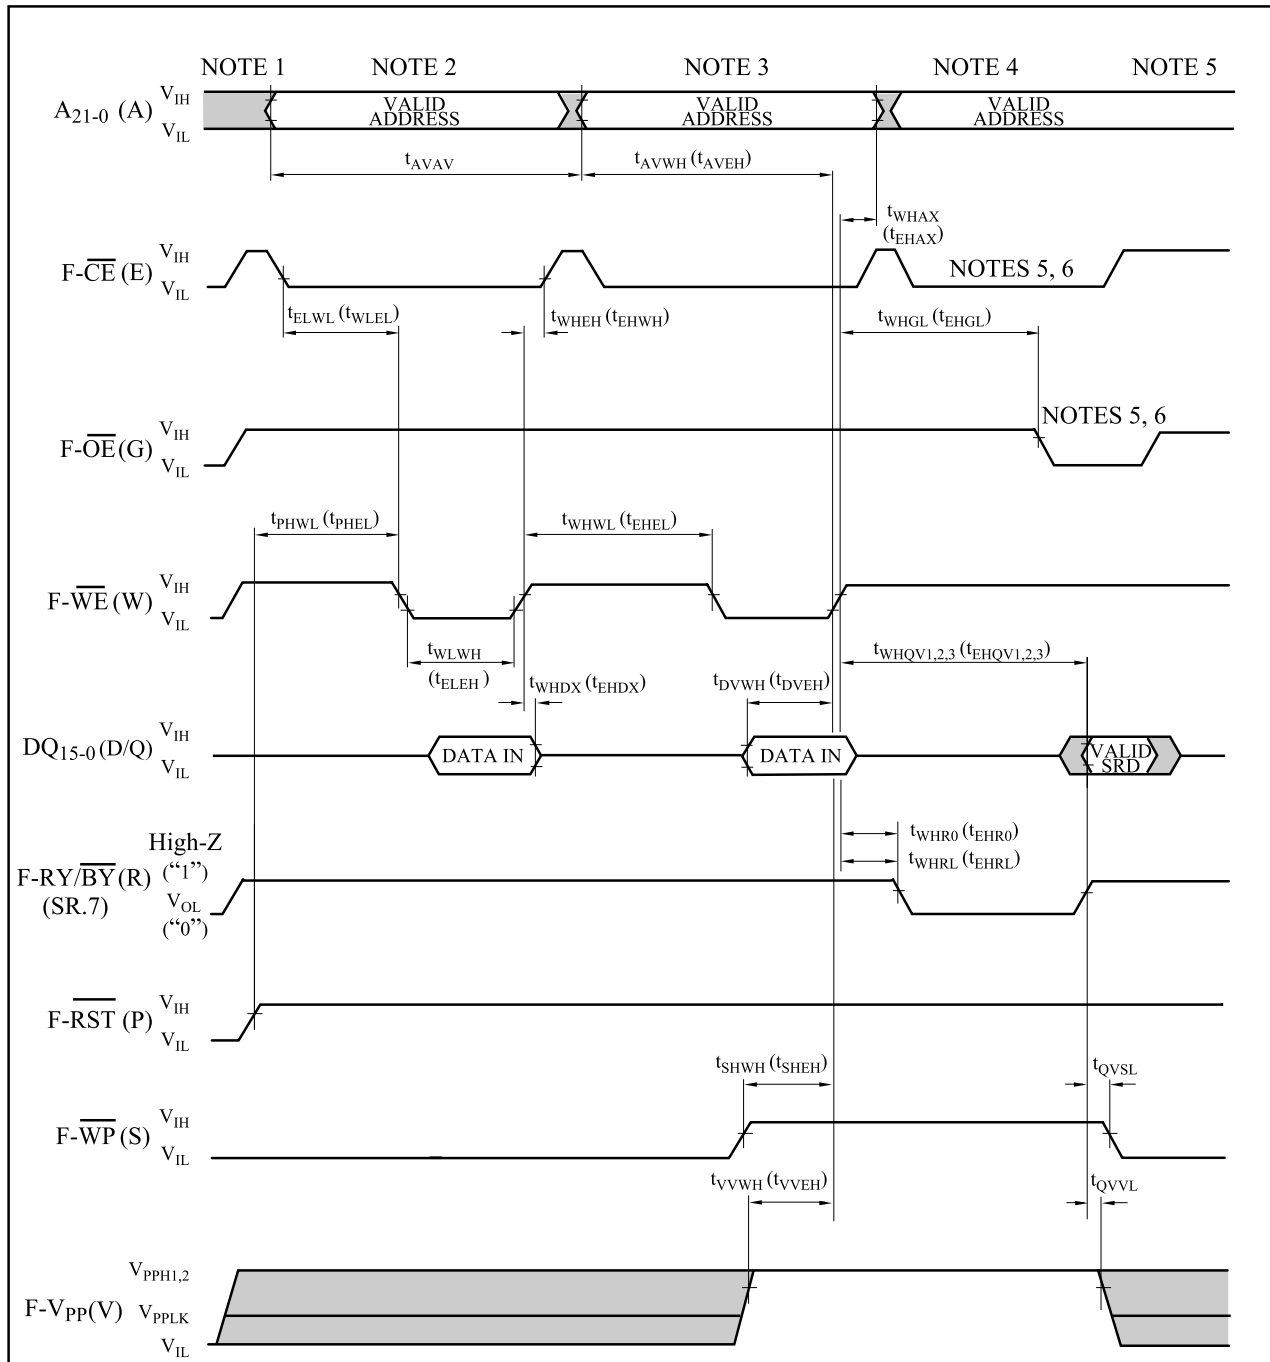 NOTE 1 NOTE 2 NOTE 3 NOTE 4 NOTE 5
A21-0 (A) VIH VIL VALID ADDRESS VALID ADDRESS VALID ADDRESS
tAVAV tAVWH (tAVEH)
tWHAX
(tEHAX)
F-CE (E) VIH VIL NOTES 5, 6
tELWL (tWLEL) tWHEH (tEHWH) tWHGL (tEHGL)
NOTES 5, 6
F-OE (G) VIH VIL
tPHWL (tPHEL) tWHWL (tEHEL)
F-WE (W) VIH VIL
tWLWH
(tELEH)
tWHQV1,2,3 (tEHQV1,2,3)
tWHDX (tEHDX) tDVWH (tDVEH)
DQ15-0 (D/Q) VIH VIL DATA IN DATA IN VALID SRD
tWHR0 (tEHR0)
tWHRL (tEHRL)
High-Z
(“1”)
F-RY/BY (R)
(SR.7)
VOL
(“0”)
F-RST (P) VIH VIL
tSHWH (tSHEH) tQVSL
F-WP (S) VIH VIL
tVVWH (tVVEH) tQVVL
VPPH1,2
F-VPP (V) VPPLK
VIL